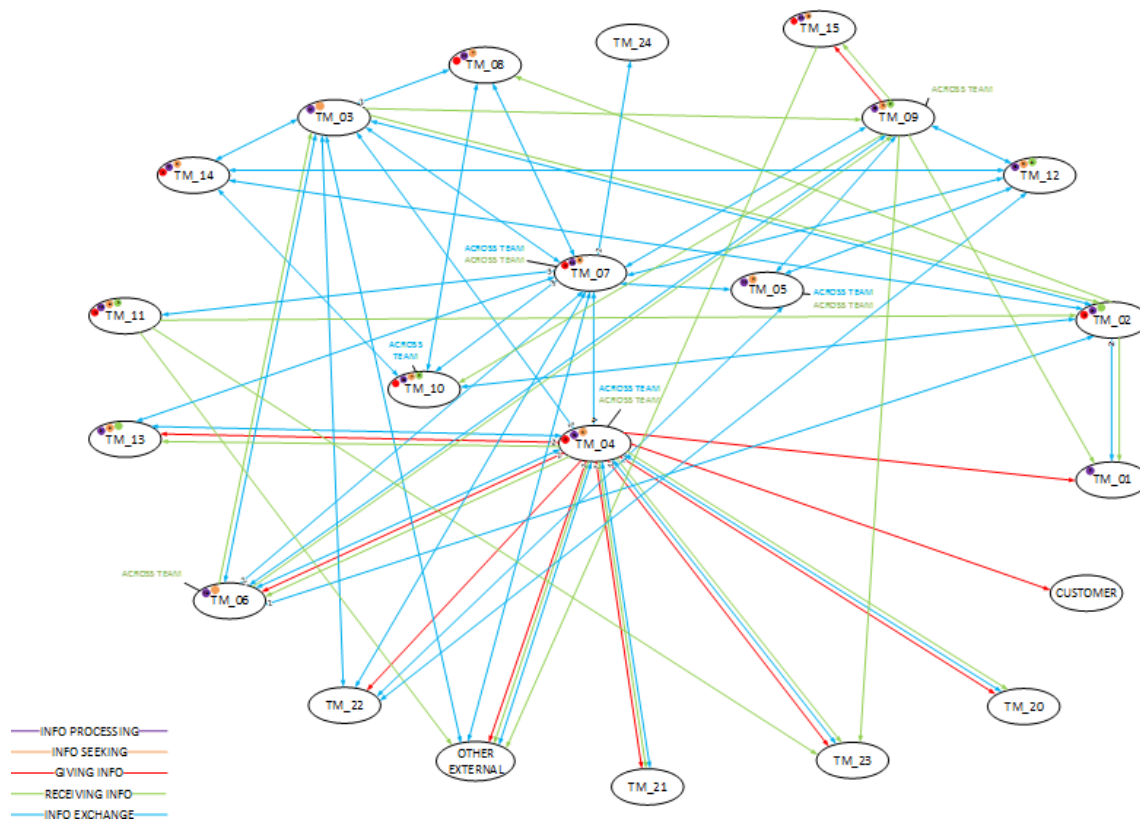 TM_15
TM_24
TM_08
ACROSS TEAM
TM_03
TM_09
TM_14
TM_12
ACROSS TEAM
ACROSS TEAM
TM_07
TM_05
ACROSS TEAM
ACROSS TEAM
TM_11
TM_02
ACROSS
TEAM
TM_10
ACROSS TEAM
ACROSS TEAM
TM_13
TM_04
TM_01
ACROSS TEAM
TM_06
CUSTOMER
TM_22
TM_20
OTHER
EXTERNAL
TM_23
TM_21
INFO PROCESSING
INFO SEEKING
GIVING INFO
RECEIVING INFO
INFO EXCHANGE